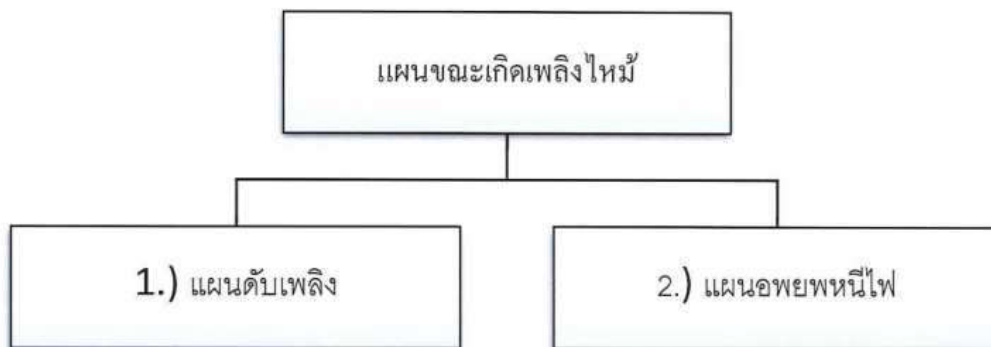 แผนขณะเกิดเพลิงไหม้
1.) แผนดับเพลิง
2.) แผนอพยพหนีไฟ